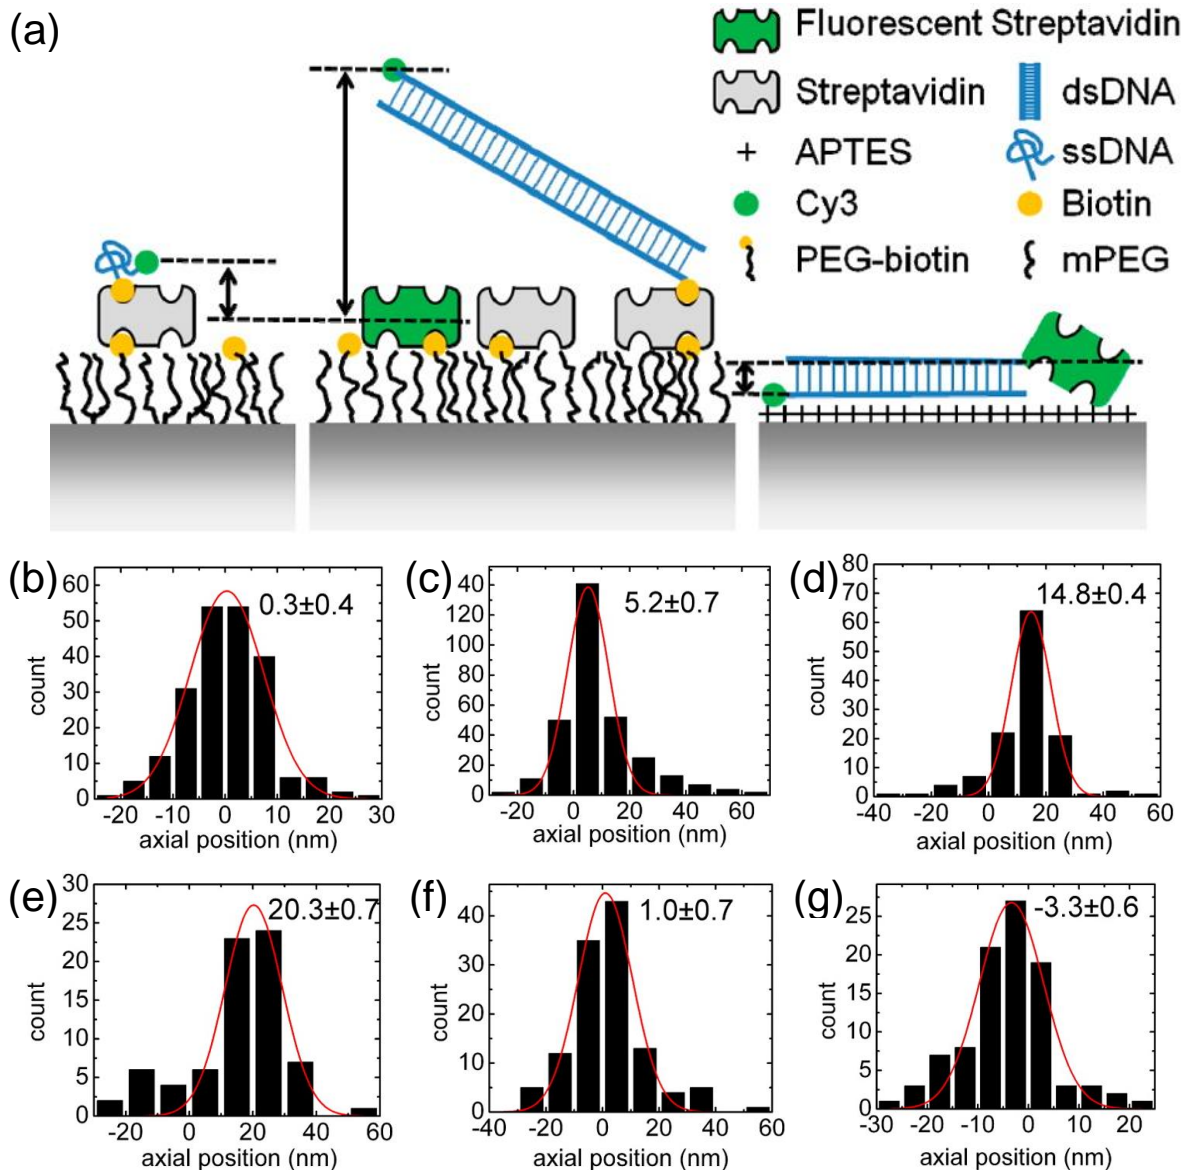 (a)
Fluorescent Streptavidin
Streptavidin
dsDNA
APTES
ssDNA
Cy3
Biotin
PEG-biotin
mPEG
(b)
0.3±0.4
60
50
40
30
20
10
0
count
-20 -10 0 10 20 30
axial position (nm)
(c)
5.2±0.7
140
120
100
80
60
40
20
0
count
-20 0 20 40 60
axial position (nm)
(d)
14.8±0.4
80
70
60
50
40
30
20
10
0
count
-40 -20 0 20 40 60
axial position (nm)
(e)
20.3±0.7
30
25
20
15
10
5
0
count
-20 0 20 40 60
axial position (nm)
(f)
1.0±0.7
40
30
20
10
0
count
-40 -20 0 20 40 60
axial position (nm)
(g)
-3.3±0.6
25
20
15
10
5
0
count
-30 -20 -10 0 10 20
axial position (nm)